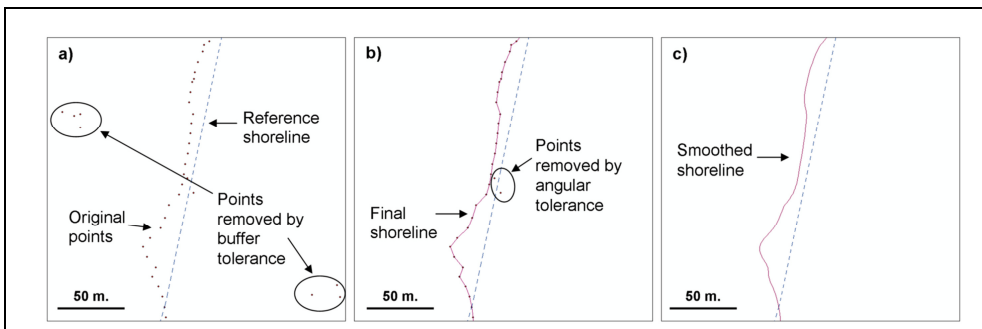 a)
Reference
shoreline
Original
points
Points
removed by
buffer
tolerance
50 m.
b)
Points
removed by
angular
tolerance
Final
shoreline
50 m.
c)
Smoothed
shoreline
50 m.